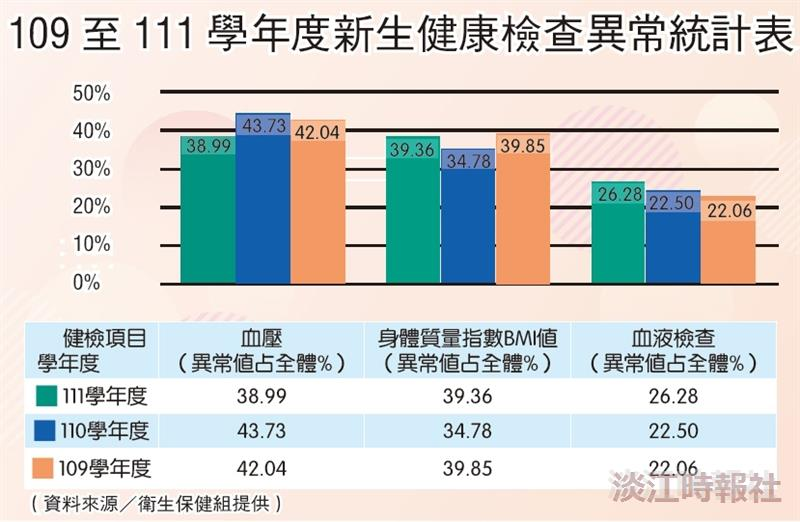 109 至 111 學年度新生健康檢查異常統計表
50%
40%
30%
20%
10%
0%
38.99 43.73 42.04 39.36 34.78 39.85 26.28 22.50 22.06
健檢項目 血壓 身體質量指數BMI值 血液檢查
學年度 (異常值占全體%) (異常值占全體%) (異常值占全體%)
111學年度 38.99 39.36 26.28
110學年度 43.73 34.78 22.50
109學年度 42.04 39.85 22.06
(資料來源／衛生保健組提供)
淡江時報社